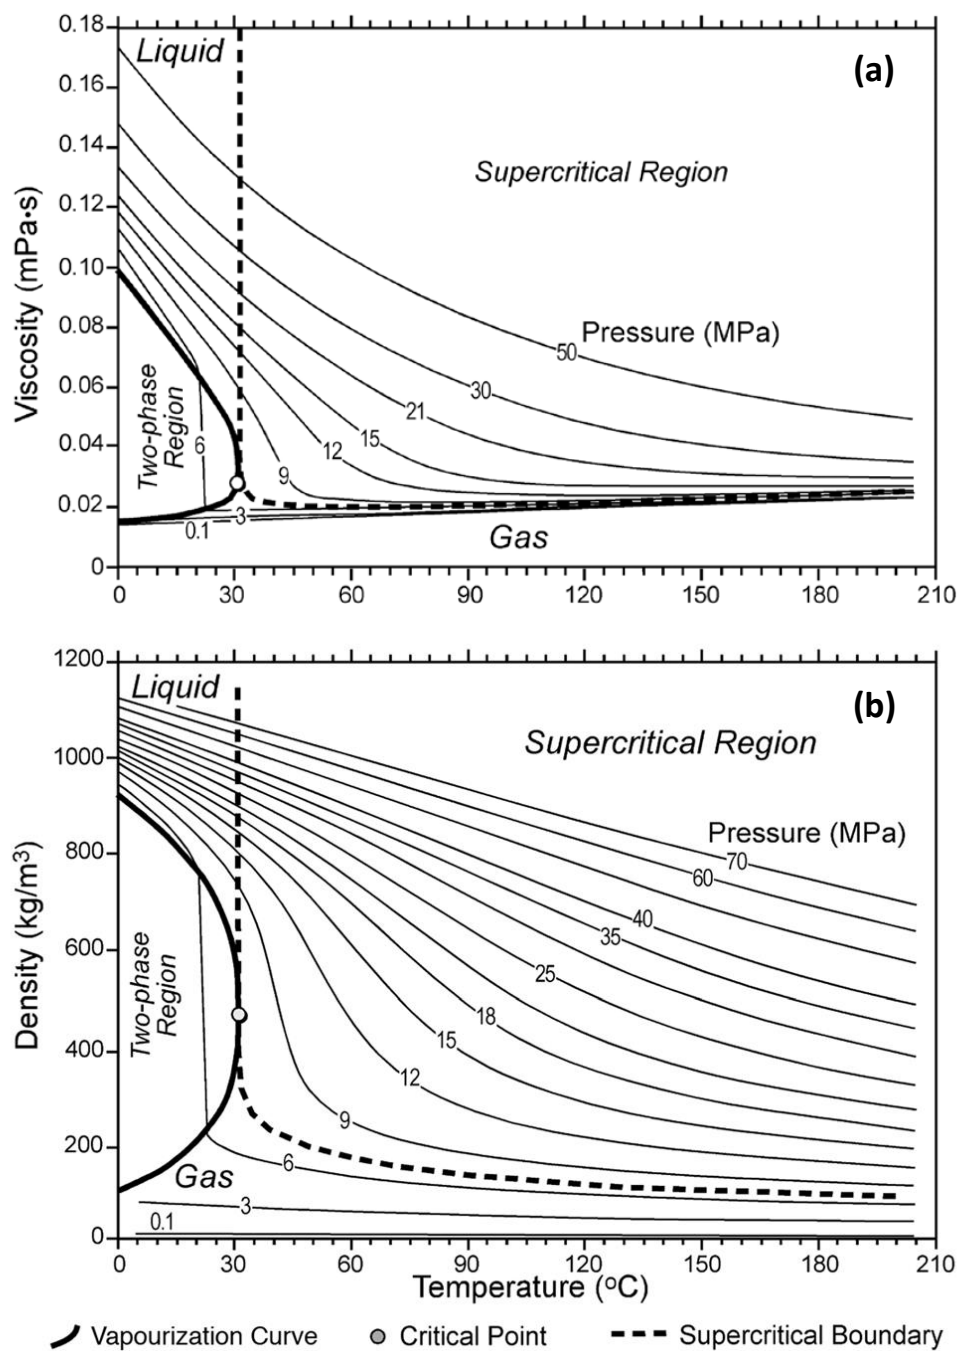 0.18
Liquid
(a)
0.16
0.14
Supercritical Region
0.12
0.10
Viscosity (mPa•s)
0.08
Pressure (MPa)
50
30
0.06
21
Two-phase
Region
6
15
0.04
12
9
0.02
3
0.1
Gas
0
0 30 60 90 120 150 180 210
1200
Liquid
(b)
Supercritical Region
1000
Pressure (MPa)
800
70
60
Density (kg/m³)
40
35
600
25
Two-phase
Region
18
15
400
12
9
200
6
Gas
3
0.1
0
0 30 60 90 120 150 180 210
Temperature (ºC)
Vapourization Curve
Critical Point
Supercritical Boundary